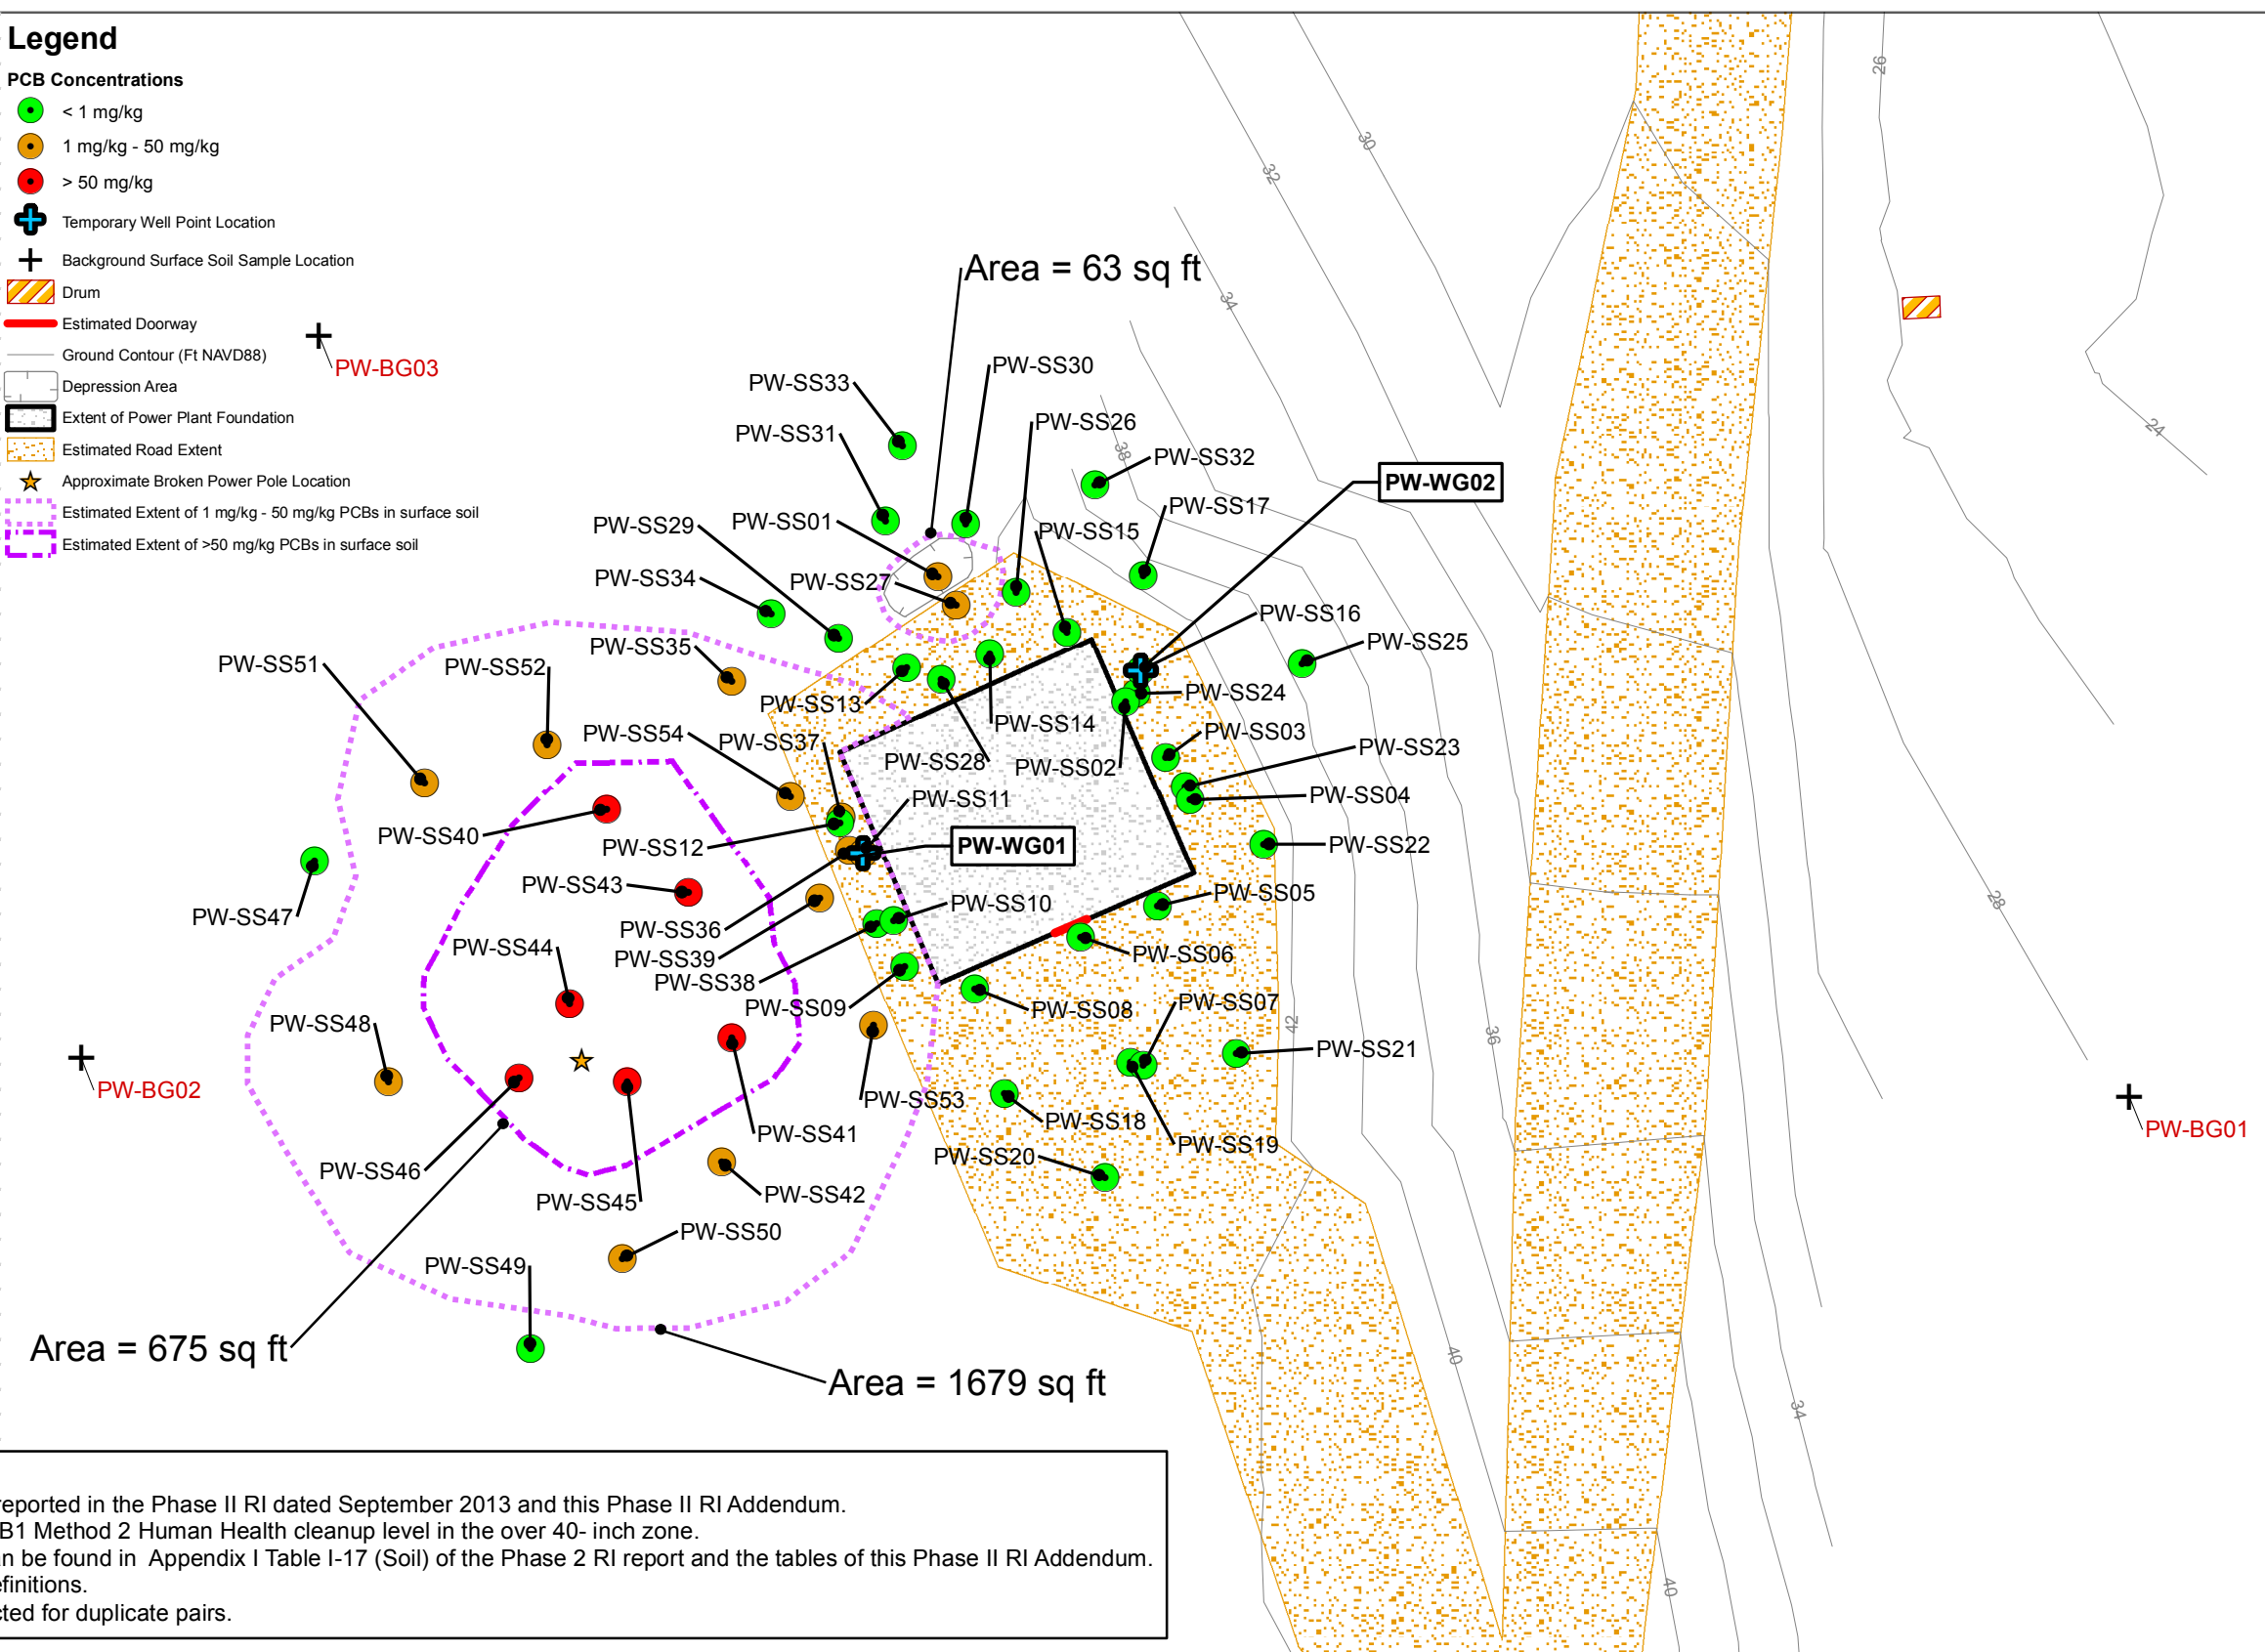 Legend
PCB Concentrations
< 1 mg/kg
1 mg/kg - 50 mg/kg
> 50 mg/kg
Temporary Well Point Location
Background Surface Soil Sample Location
Drum
Estimated Doorway
Ground Contour (Ft NAVD88)
Depression Area
Extent of Power Plant Foundation
Estimated Road Extent
Approximate Broken Power Pole Location
Estimated Extent of 1 mg/kg - 50 mg/kg PCBs in surface soil
Estimated Extent of >50 mg/kg PCBs in surface soil
26
30
32
Area = 63 sq ft
34
PW-BG03
PW-SS30
PW-SS33
PW-SS26
24
PW-SS31
38
PW-SS32
PW-WG02
PW-SS17
PW-SS01
PW-SS29
PW-SS15
PW-SS34
PW-SS27
PW-SS16
PW-SS25
PW-SS35
PW-SS51
PW-SS52
PW-SS24
PW-SS13
PW-SS14
PW-SS03
PW-SS54
PW-SS37
PW-SS23
PW-SS28
PW-SS02
PW-SS04
PW-SS11
PW-SS40
PW-SS12
PW-WG01
PW-SS22
PW-SS43
PW-SS05
28
PW-SS10
PW-SS47
PW-SS36
PW-SS44
PW-SS06
PW-SS39
PW-SS38
PW-SS07
PW-SS09
PW-SS08
PW-SS48
42
36
PW-SS21
PW-BG02
PW-SS53
PW-SS18
PW-BG01
PW-SS41
PW-SS19
PW-SS20
PW-SS46
PW-SS42
PW-SS45
PW-SS50
PW-SS49
Area = 675 sq ft
40
Area = 1679 sq ft
34
reported in the Phase II RI dated September 2013 and this Phase II RI Addendum.
B1 Method 2 Human Health cleanup level in the over 40- inch zone.
an be found in Appendix I Table I-17 (Soil) of the Phase 2 RI report and the tables of this Phase II RI Addendum.
efinitions.
40
cted for duplicate pairs.